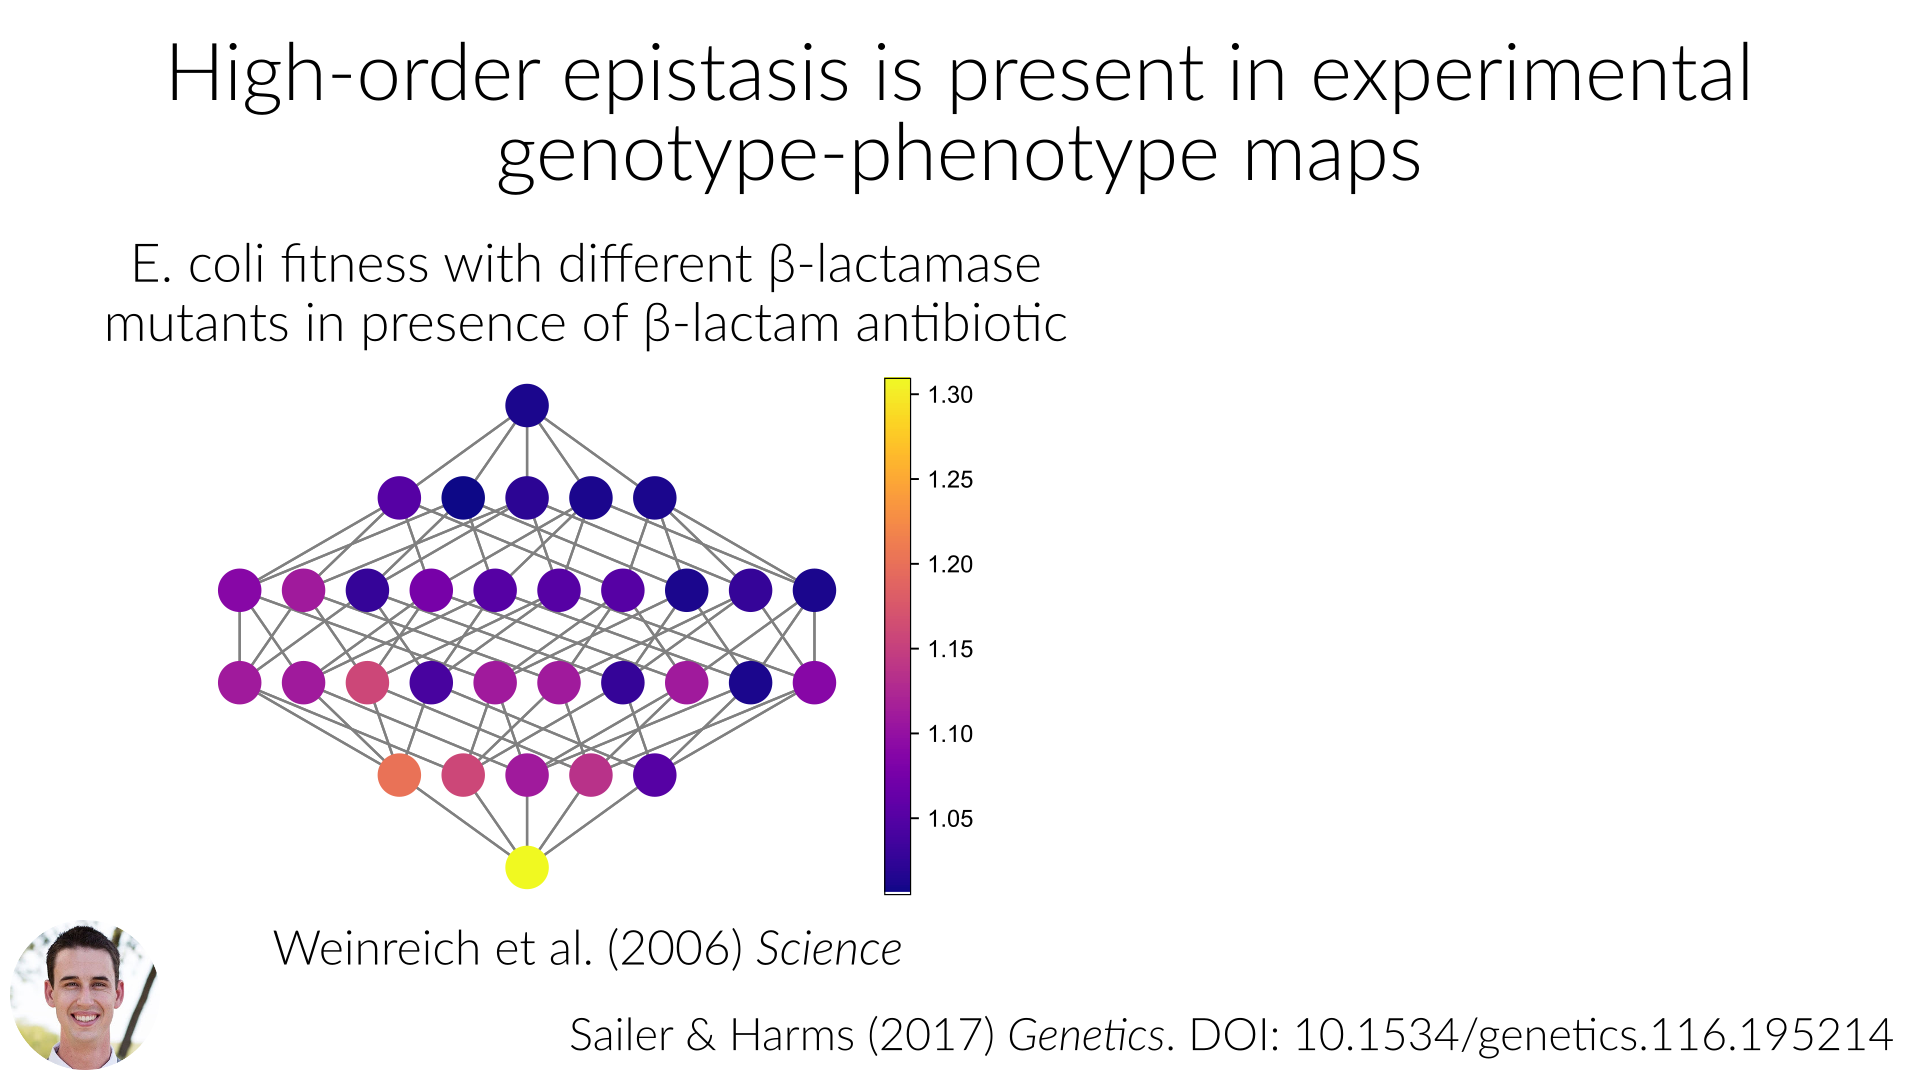 High-order epistasis is present in experimental
genotype-phenotype maps
E. coli fitness with different β-lactamase
mutants in presence of β-lactam antibiotic
1.30
1.25
1.20
1.15
1.10
1.05
Weinreich et al. (2006) Science
Sailer & Harms (2017) Genetics. DOI: 10.1534/genetics.116.195214